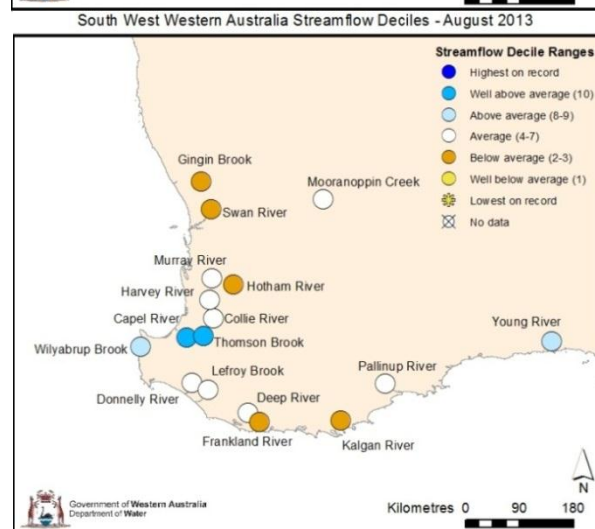 South West Western Australia Streamflow Deciles - August 2013
Streamflow Decile Ranges
Highest on record
Well above average (10)
Above average (8-9)
Average (4-7)
Below average (2-3)
Well below average (1)
Lowest on record
No data
Gingin Brook
Mooranoppin Creek
Swan River
Murray River
Hotham River
Harvey River
Capel River
Collie River
Young River
Wilyabrup Brook
Thomson Brook
Lefroy Brook
Pallinup River
Donnelly River
Deep River
Frankland River
Kalgan River
N
Government of Western Australia
Department of Water
Kilometres 0 90 180